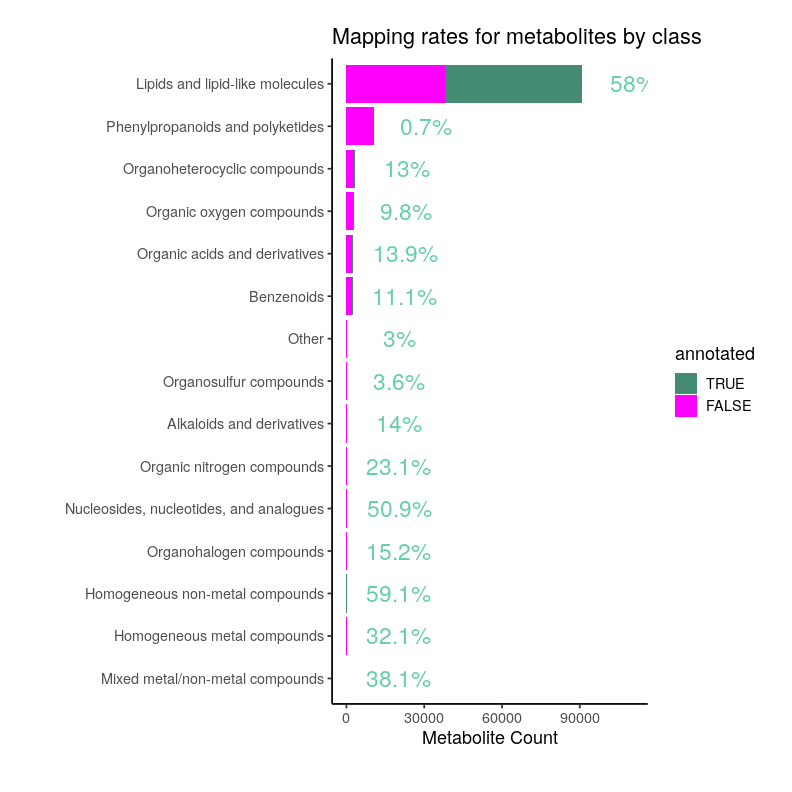 Mapping rates for metabolites by class
Lipids and lipid-like molecules 58%
Phenylpropanoids and polyketides 0.7%
Organoheterocyclic compounds 13%
Organic oxygen compounds 9.8%
Organic acids and derivatives 13.9%
Benzenoids 11.1%
Other 3%
Organosulfur compounds 3.6%
Alkaloids and derivatives 14%
Organic nitrogen compounds 23.1%
Nucleosides, nucleotides, and analogues 50.9%
Organohalogen compounds 15.2%
Homogeneous non-metal compounds 59.1%
Homogeneous metal compounds 32.1%
Mixed metal/non-metal compounds 38.1%
0 30000 60000 90000
Metabolite Count
annotated
TRUE
FALSE